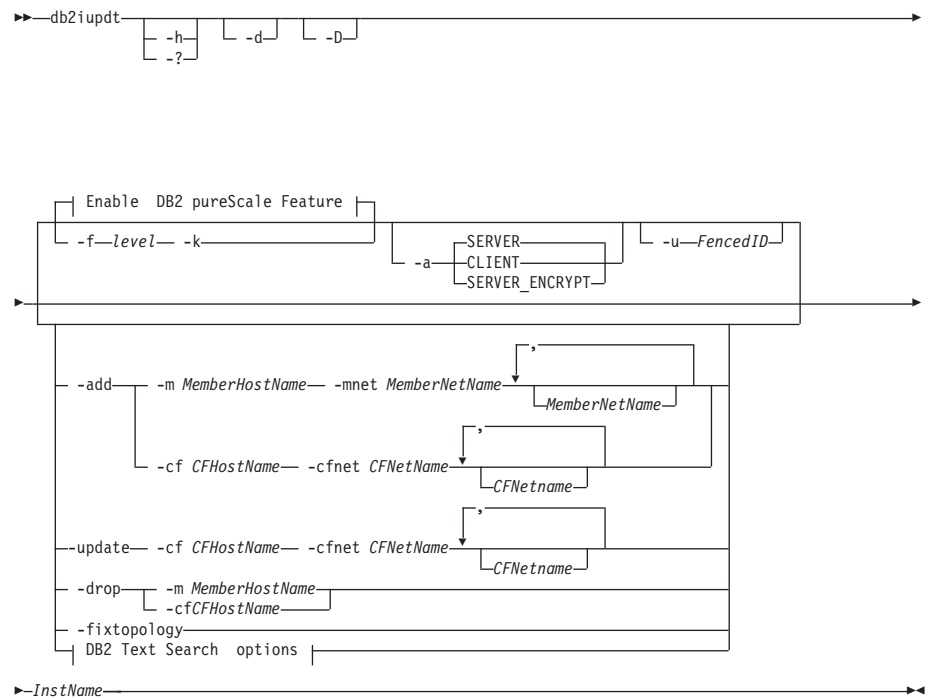 db2iupdt
-h -d -D
-?
Enable DB2 pureScale Feature
-f level -k SERVER -u FencedID
-a CLIENT
SERVER_ENCRYPT
,
-add -m MemberHostName -mnet MemberNetName
MemberNetName
,
-cf CFHostName -cfnet CFNetName
CFNetname
,
-update -cf CFHostName -cfnet CFNetName
CFNetname
-drop -m MemberHostName
-cfCFHostName
-fixtopology
DB2 Text Search options
InstName